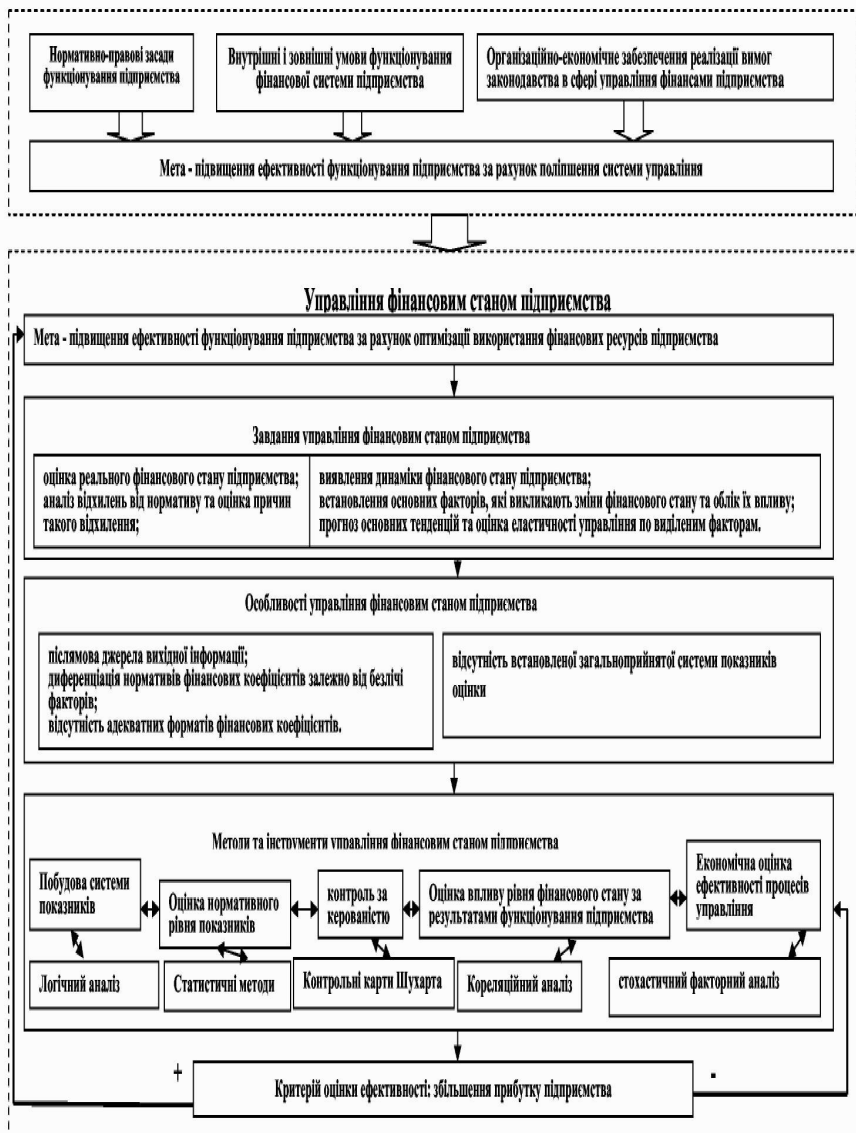 Нормативно-правові засади
функціонування підприємства
Внутрішні і зовнішні умови функціонування
фінансової системи підприємства
Організаційно-економічне забезпечення реалізації вимог
законодавства в сфері управління фінансами підприємства
Мета - підвищення ефективності функціонування підприємства за рахунок поліпшення системи управління
Управління фінансовим станом підприємства
Мета - підвищення ефективності функціонування підприємства за рахунок оптимізації використання фінансових ресурсів підприємства
Завдання управління фінансовим станом підприємства
оцінка реального фінансового стану підприємства;
аналіз відхилень від нормативу та оцінка причин
такого відхилення;
виявлення динаміки фінансового стану підприємства;
встановлення основних факторів, які викликають зміни фінансового стану та облік їх впливу;
прогноз основних тенденцій та оцінка еластичності управління по виділеним факторам.
Особливості управління фінансовим станом підприємства
післямова джерела вихідної інформації;
диференціація нормативів фінансових коефіцієнтів залежно від безлічі
факторів;
відсутність адекватних форматів фінансових коефіцієнтів.
відсутність встановленої загальноприйнятої системи показників
оцінки
Методи та інструменти управління фінансовим станом підприємства
Побудова системи
показників
Оцінка нормативного
рівня показників
контроль за
керованістю
Оцінка впливу рівня фінансового стану за
результатами функціонування підприємства
Економічна оцінка
ефективності процесів
управління
Логічний аналіз
Статистичні методи
Контрольні карти Шухарта
Кореляційний аналіз
стохастичний факторний аналіз
+
-
Критерій оцінки ефективності: збільшення прибутку підприємства